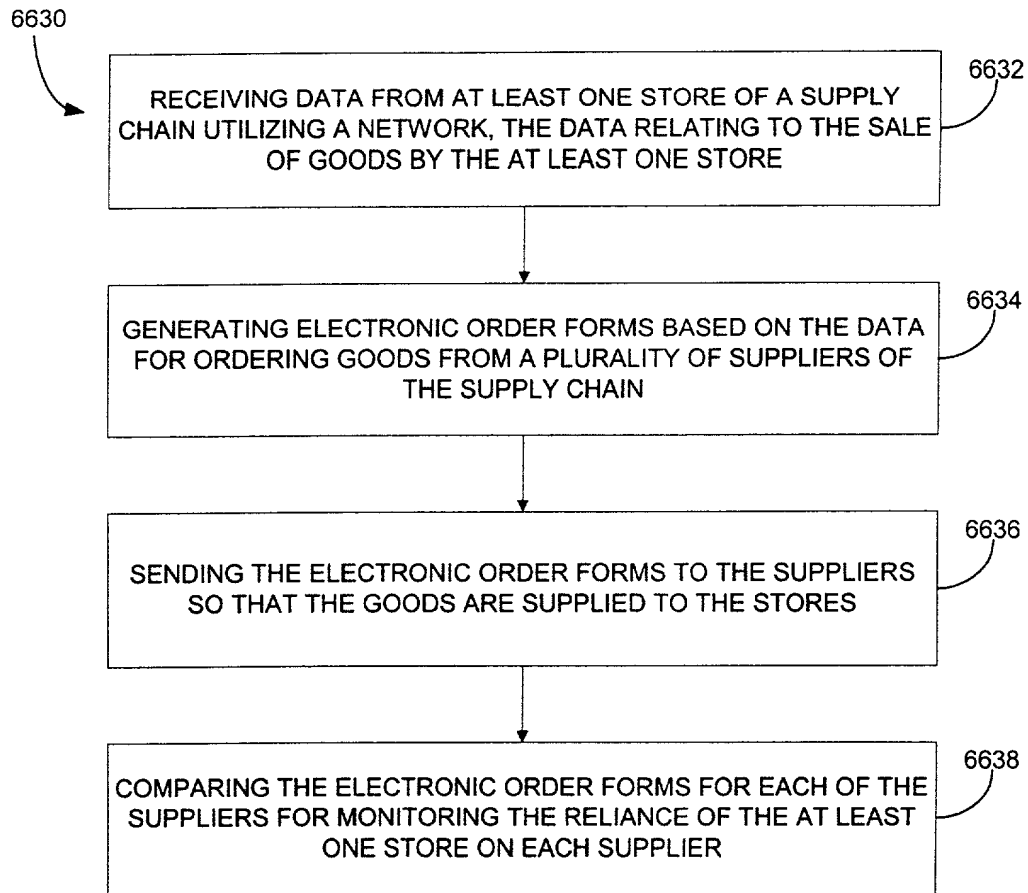 6630
6632
RECEIVING DATA FROM AT LEAST ONE STORE OF A SUPPLY
CHAIN UTILIZING A NETWORK, THE DATA RELATING TO THE SALE
OF GOODS BY THE AT LEAST ONE STORE
6634
GENERATING ELECTRONIC ORDER FORMS BASED ON THE DATA
FOR ORDERING GOODS FROM A PLURALITY OF SUPPLIERS OF
THE SUPPLY CHAIN
6636
SENDING THE ELECTRONIC ORDER FORMS TO THE SUPPLIERS
SO THAT THE GOODS ARE SUPPLIED TO THE STORES
6638
COMPARING THE ELECTRONIC ORDER FORMS FOR EACH OF THE
SUPPLIERS FOR MONITORING THE RELIANCE OF THE AT LEAST
ONE STORE ON EACH SUPPLIER